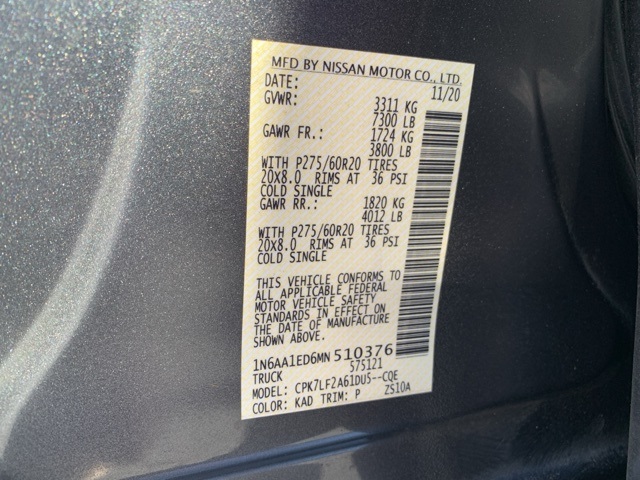 MFD BY NISSAN MOTOR CO., LTD.
DATE: 11/20
GVWR: 3311 KG
7300 LB
GAWR FR.: 1724 KG
3800 LB
WITH P275/60R20 TIRES
20X8.0 RIMS AT 36 PSI
COLD SINGLE
GAWR RR.: 1820 KG
4012 LB
WITH P275/60R20 TIRES
20X8.0 RIMS AT 36 PSI
COLD SINGLE
THIS VEHICLE CONFORMS TO
ALL APPLICABLE FEDERAL
MOTOR VEHICLE SAFETY
STANDARDS IN EFFECT ON
THE DATE OF MANUFACTURE
SHOWN ABOVE.
1N6AA1ED6MN 510376
TRUCK 575121
MODEL: CPK7LF2A61DU5--CQE
COLOR: KAD TRIM: P ZS10A